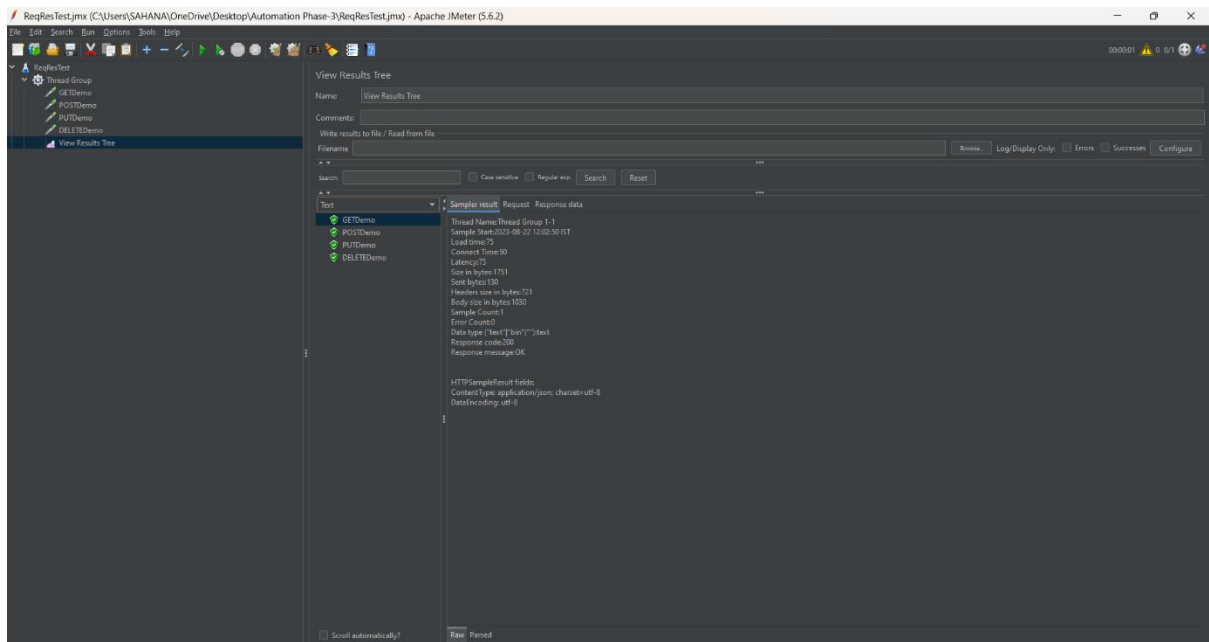 ReqResTest.jmx (C:\Users\SAHANA\OneDrive\Desktop\Automation Phase-3\ReqResTest.jmx) - Apache JMeter (5.6.2)
File Edit Search Run Options Tools Help
00:00:01 0 0/1
ReqResTest
Thread Group
GETDemo
POSTDemo
PUTDemo
DELETEDemo
View Results Tree
View Results Tree
Name: View Results Tree
Comments:
Write results to file / Read from file
Filename Browse... Log/Display Only: Errors Successes Configure
Search: Case sensitive Regular exp. Search Reset
Text
GETDemo
POSTDemo
PUTDemo
DELETEDemo
Sampler result Request Response data
Thread Name:Thread Group 1-1
Sample Start:2023-08-22 12:02:50 IST
Load time:75
Connect Time:50
Latency:75
Size in bytes:1751
Sent bytes:130
Headers size in bytes:721
Body size in bytes:1030
Sample Count:1
Error Count:0
Data type ("text"|"bin"|""):text
Response code:200
Response message:OK
HTTPSampleResult fields:
ContentType: application/json; charset=utf-8
DataEncoding: utf-8
Scroll automatically?
Raw Parsed